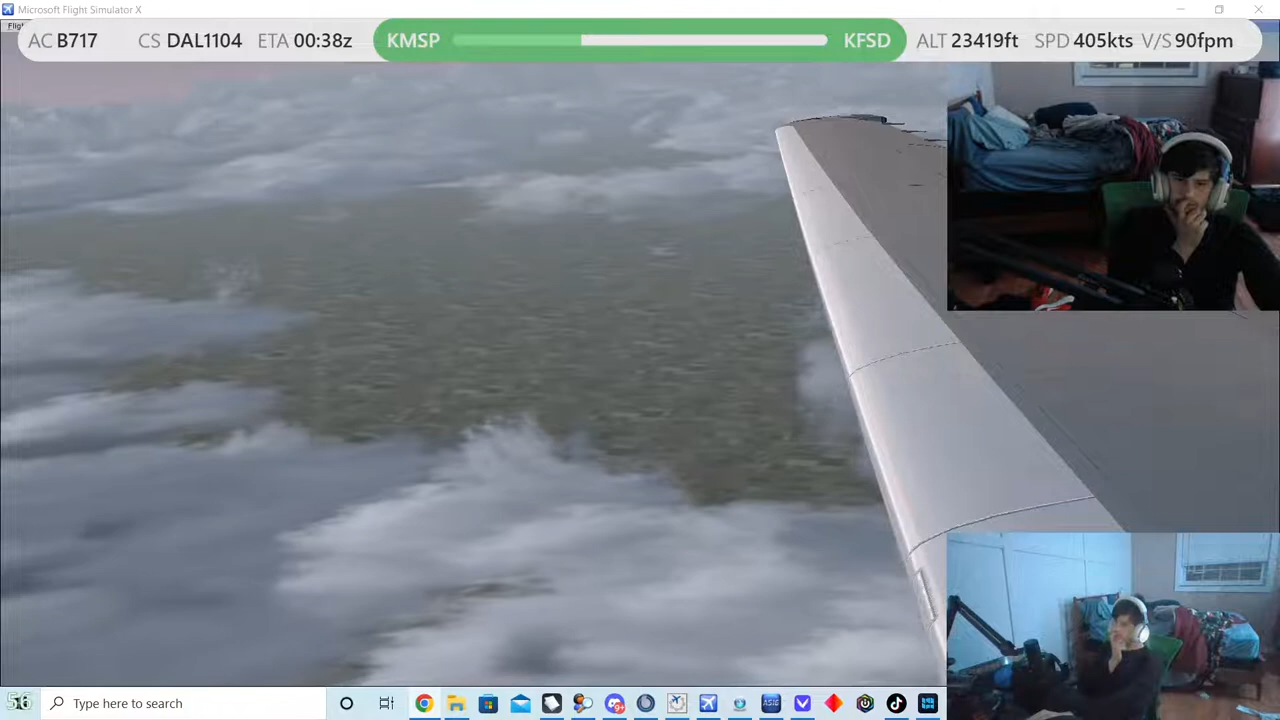 Microsoft Flight Simulator X
AC B717 CS DAL1104 ETA 00:38z KMSP KFSD ALT 23419ft SPD 405kts V/S 90fpm
Type here to search